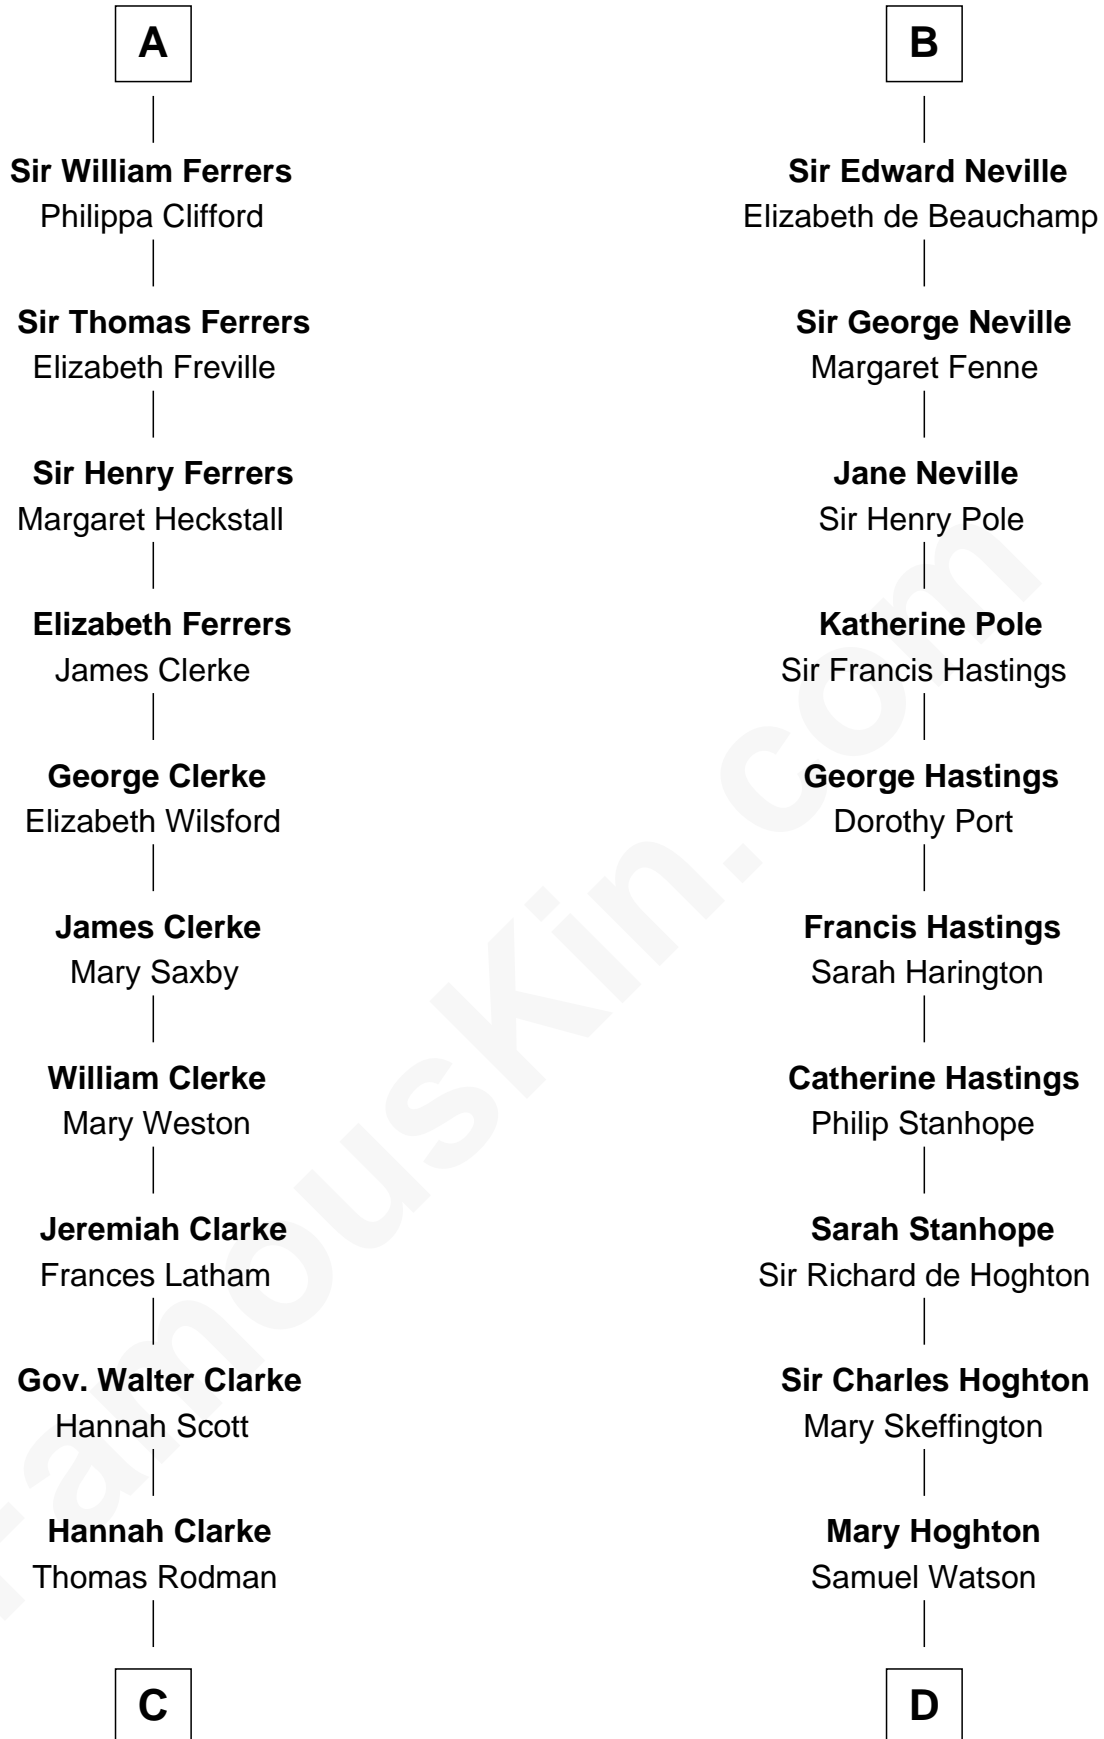 A
Sir William Ferrers
Philippa Clifford
Sir Thomas Ferrers
Elizabeth Freville
Sir Henry Ferrers
Margaret Heckstall
Elizabeth Ferrers
James Clerke
George Clerke
Elizabeth Wilsford
James Clerke
Mary Saxby
William Clerke
Mary Weston
Jeremiah Clarke
Frances Latham
Gov. Walter Clarke
Hannah Scott
Hannah Clarke
Thomas Rodman
C
B
Sir Edward Neville
Elizabeth de Beauchamp
Sir George Neville
Margaret Fenne
Jane Neville
Sir Henry Pole
Katherine Pole
Sir Francis Hastings
George Hastings
Dorothy Port
Francis Hastings
Sarah Harington
Catherine Hastings
Philip Stanhope
Sarah Stanhope
Sir Richard de Hoghton
Sir Charles Hoghton
Mary Skeffington
Mary Hoghton
Samuel Watson
D
FamousKin.com